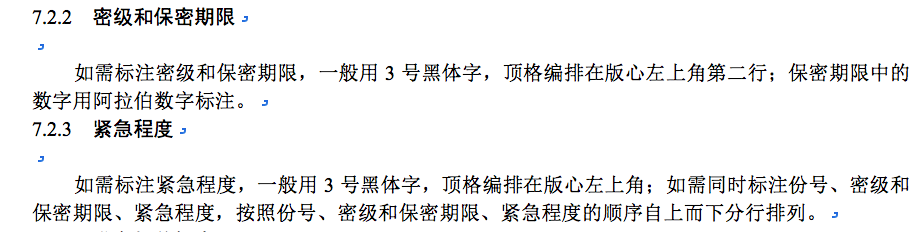 7.2.2 密级和保密期限
如需标注密级和保密期限，一般用 3 号黑体字，顶格编排在版心左上角第二行；保密期限中的
数字用阿拉伯数字标注。
7.2.3 紧急程度
如需标注紧急程度，一般用 3 号黑体字，顶格编排在版心左上角；如需同时标注份号、密级和
保密期限、紧急程度，按照份号、密级和保密期限、紧急程度的顺序自上而下分行排列。